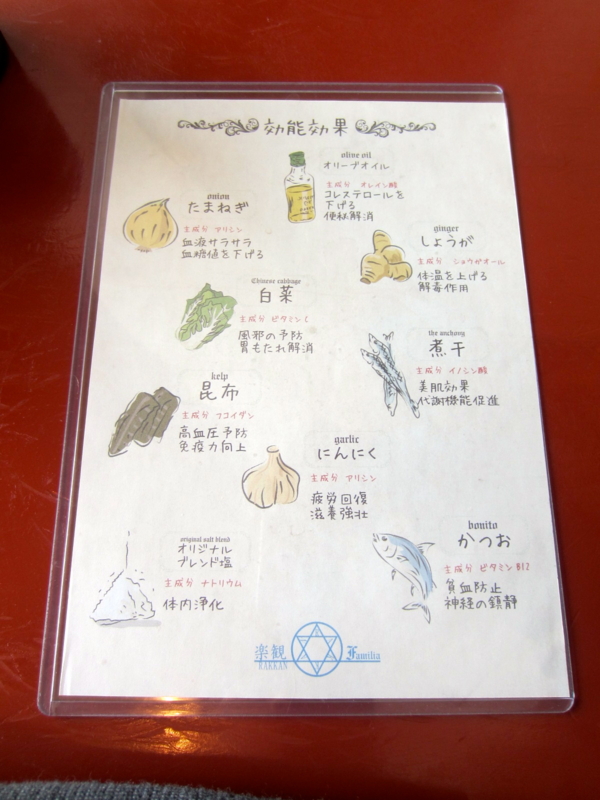 効能効果
olive oil
オリーブオイル
主成分 オレイン酸
コレステロールを
下げる
便秘解消
onion
たまねぎ
主成分 アリシン
血液サラサラ
血糖値を下げる
ginger
しょうが
主成分 ショウガオール
体温を上げる
解毒作用
Chinese cabbage
白菜
主成分 ビタミンC
風邪の予防
胃もたれ解消
the anchovy
煮干
主成分 イノシン酸
美肌効果
代謝機能促進
kelp
昆布
主成分 フコイダン
高血圧予防
免疫力向上
garlic
にんにく
主成分 アリシン
疲労回復
滋養強壮
original salt blend
オリジナル
ブレンド塩
主成分 ナトリウム
体内浄化
bonito
かつお
主成分 ビタミンB12
貧血防止
神経の鎮静
楽観
RAKKAN
Familia